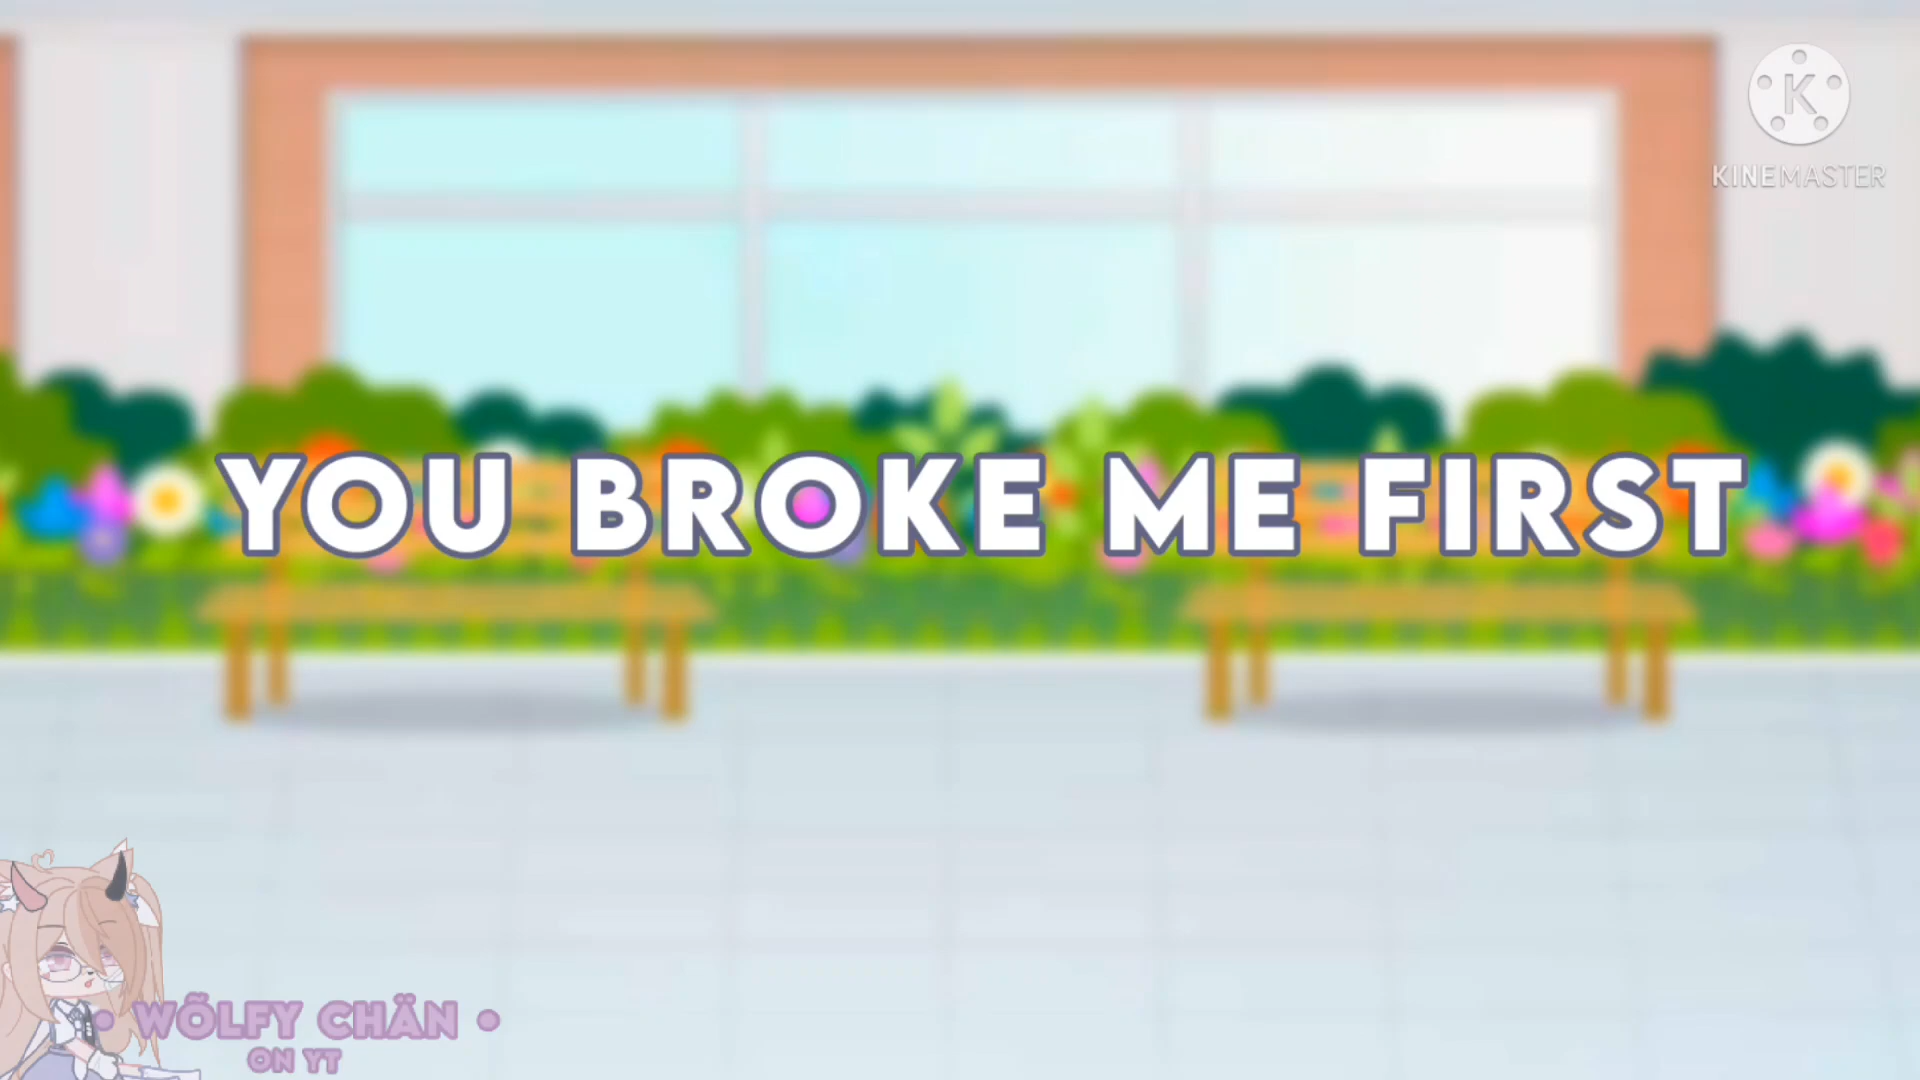 K
KINEMASTER
YOU BROKE ME FIRST
• WÕLFY CHÄN •
ON YT